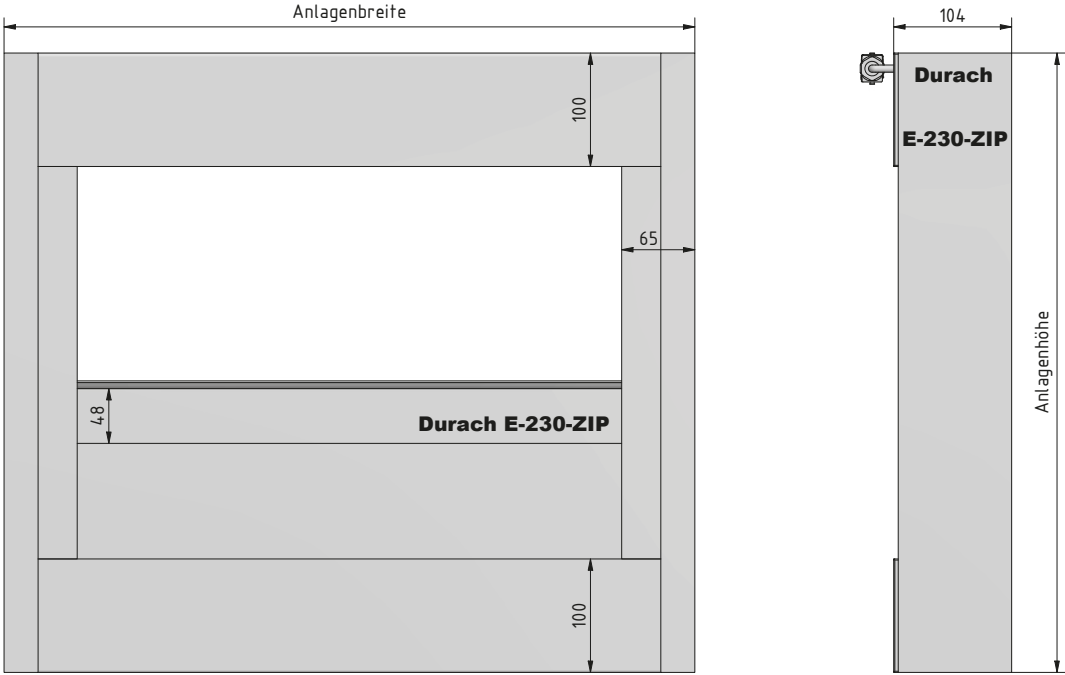 Anlagenbreite
104
100
Durach
E-230-ZIP
65
Anlagenhöhe
48
Durach E-230-ZIP
100